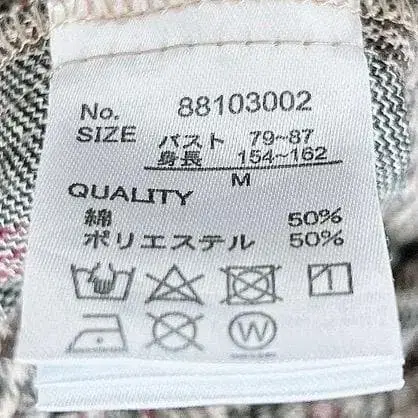 No. 88103002
SIZE バスト 79~87
身長 154~162
M
QUALITY
綿 50%
ポリエステル 50%
W